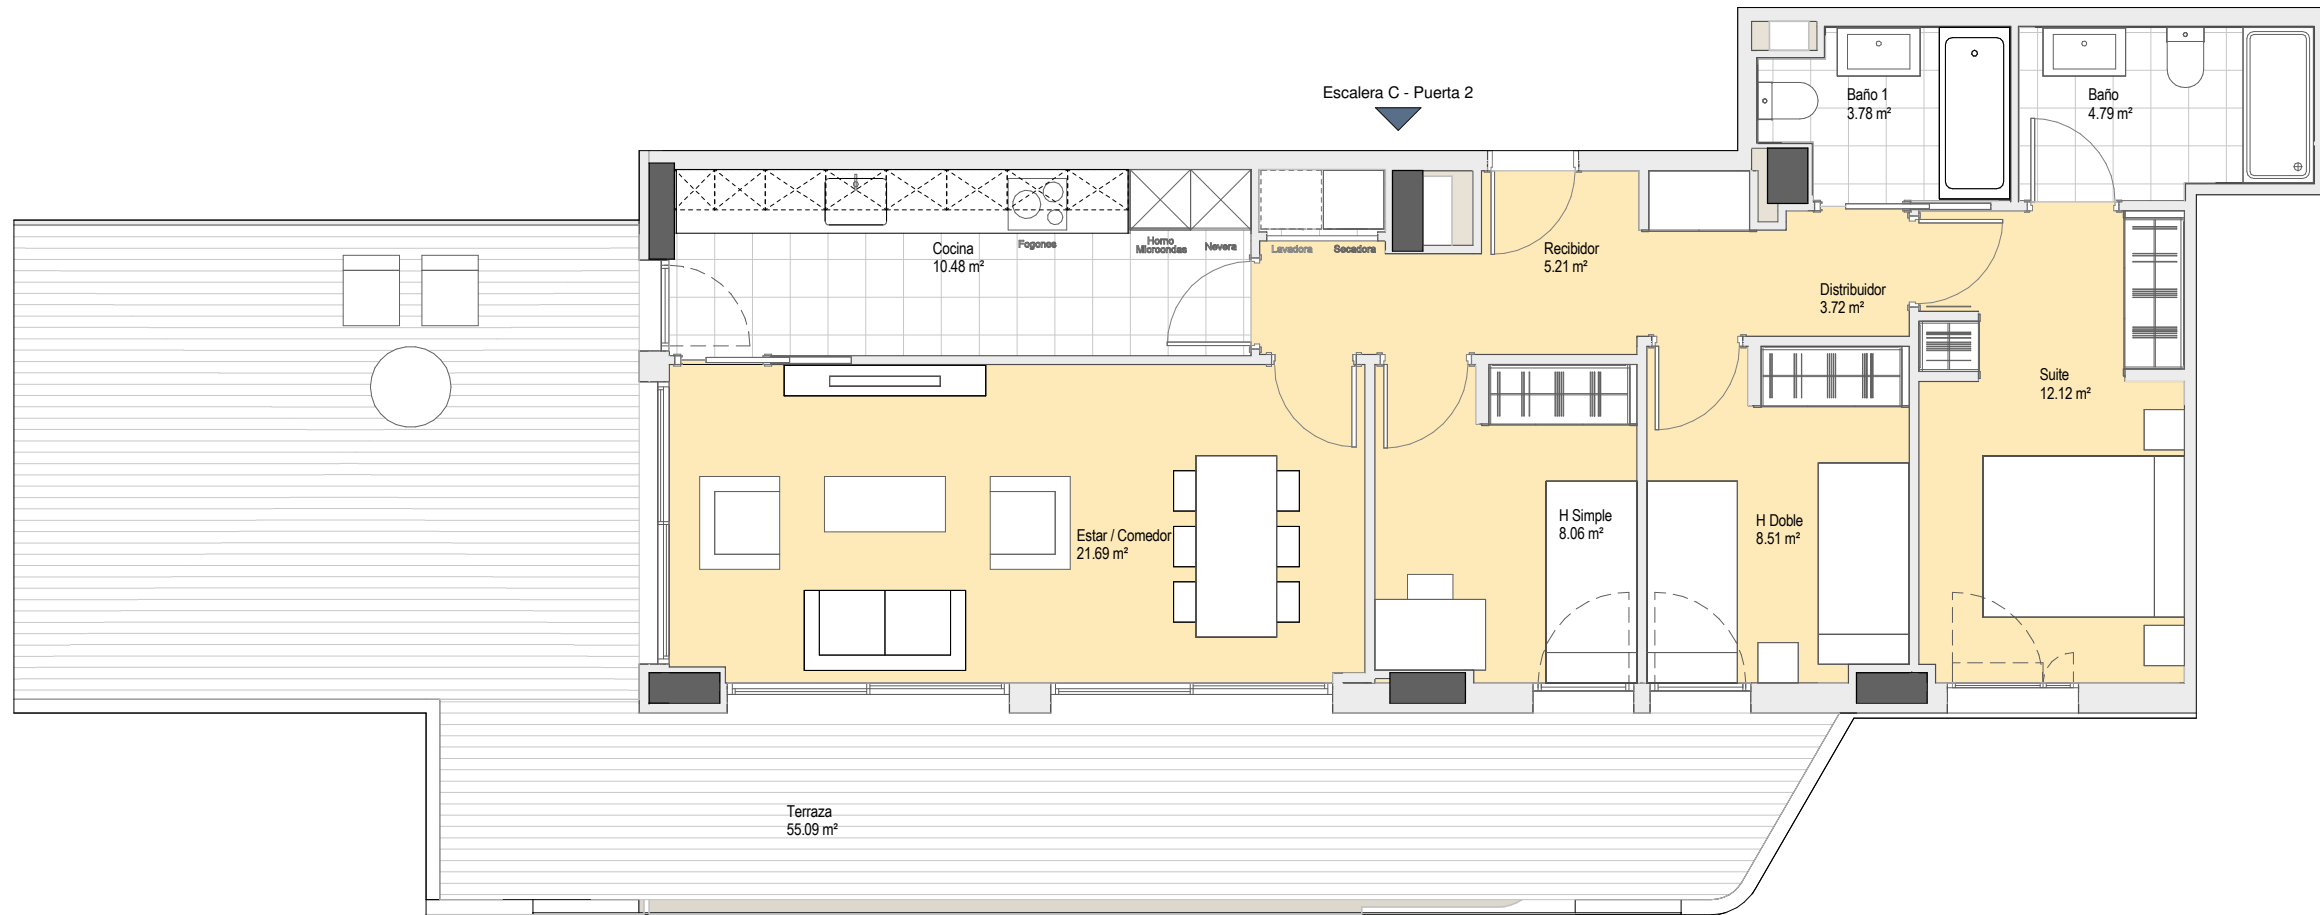 Escalera C - Puerta 2
Baño 1
3.78 m²
Baño
4.79 m²
Cocina
10.48 m²
Fogones
Horno
Microondas
Nevera
Lavadora
Secadora
Recibidor
5.21 m²
Distribuidor
3.72 m²
Suite
12.12 m²
Estar / Comedor
21.69 m²
H Simple
8.06 m²
H Doble
8.51 m²
Terraza
55.09 m²